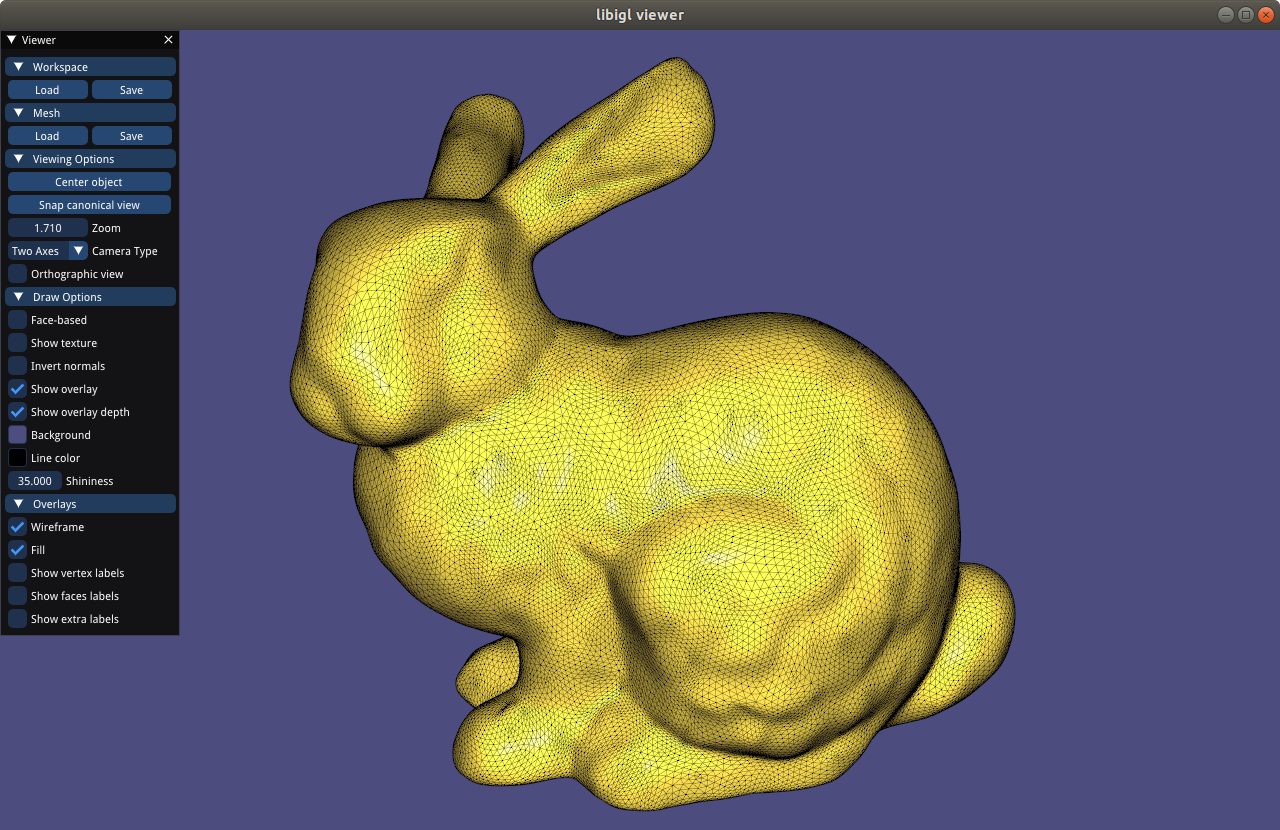 libigl viewer
Viewer
Workspace
Load Save
Mesh
Load Save
Viewing Options
Center object
Snap canonical view
1.710 Zoom
Two Axes Camera Type
Orthographic view
Draw Options
Face-based
Show texture
Invert normals
Show overlay
Show overlay depth
Background
Line color
35.000 Shininess
Overlays
Wireframe
Fill
Show vertex labels
Show faces labels
Show extra labels